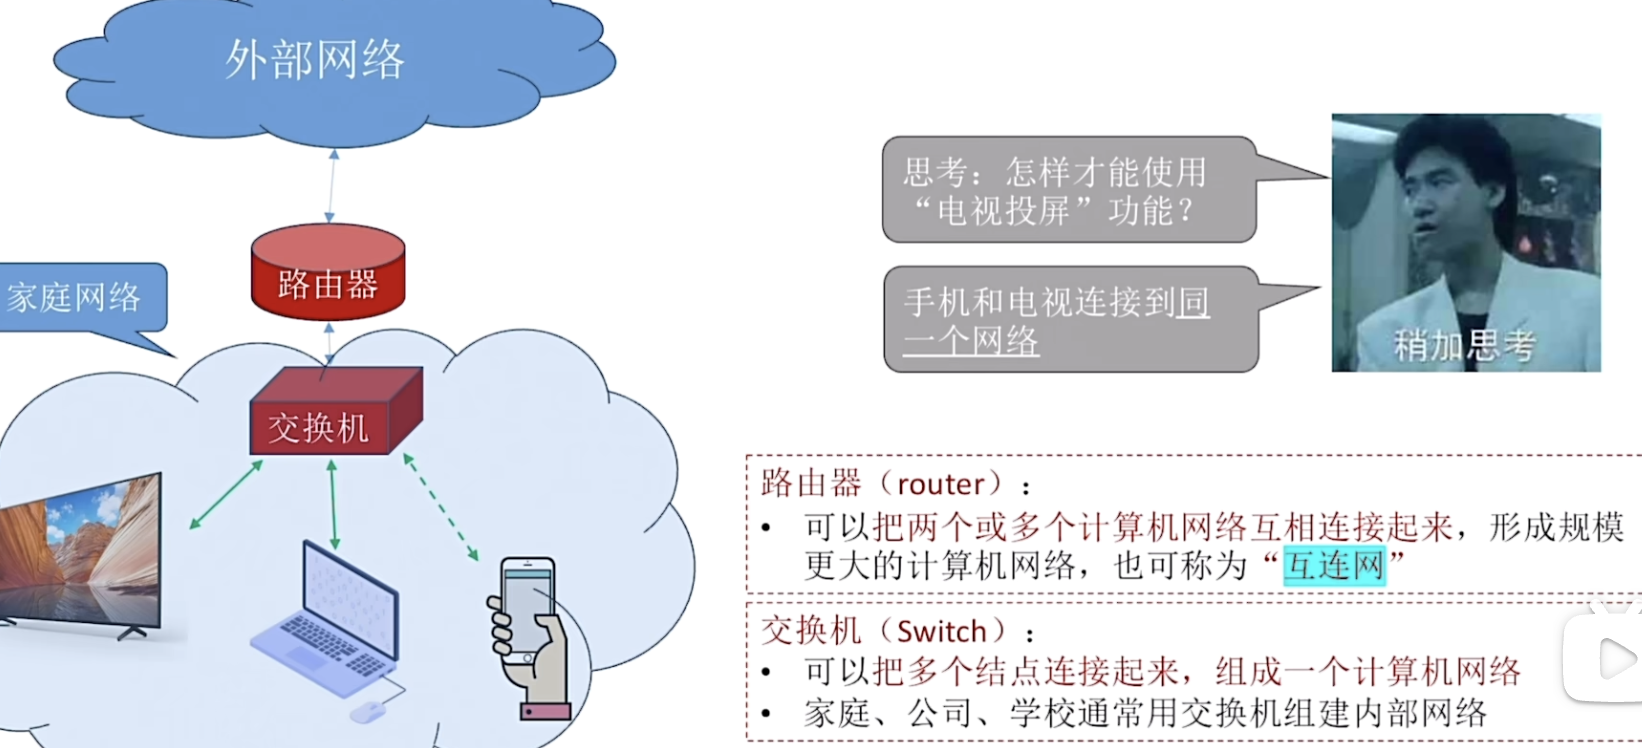 外部网络
路由器
家庭网络
交换机
思考：怎样才能使用
“电视投屏”功能？
手机和电视连接到同
一个网络
稍加思考
路由器（router）：
• 可以把两个或多个计算机网络互相连接起来，形成规模
更大的计算机网络，也可称为“互连网”
交换机（Switch）：
• 可以把多个结点连接起来，组成一个计算机网络
• 家庭、公司、学校通常用交换机组建内部网络